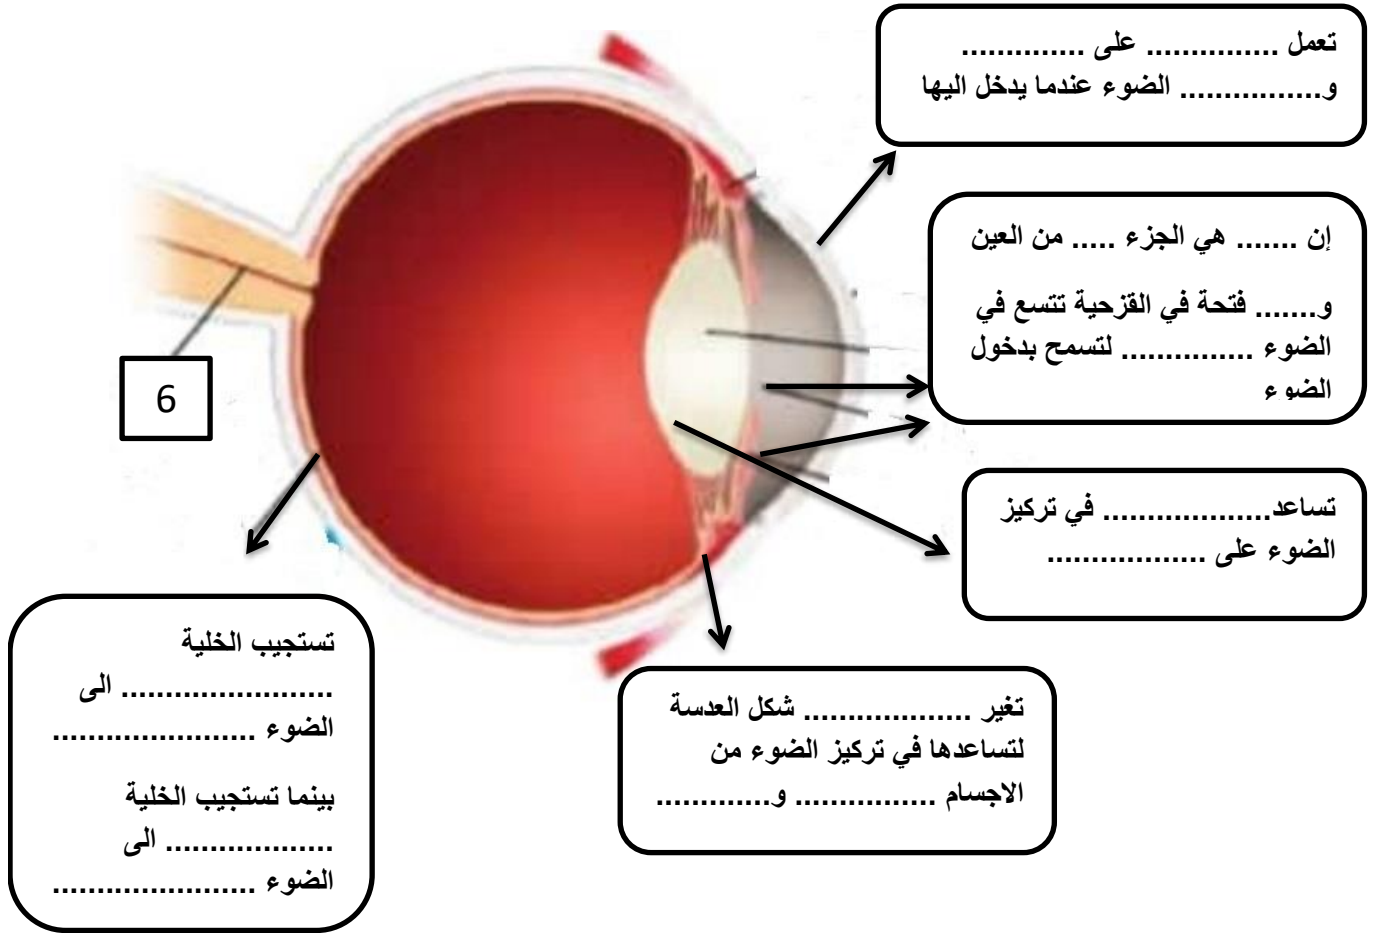 تعمل ............... على ..............
و................ الضوء عندما يدخل اليها
إن ....... هي الجزء ..... من العين
و....... فتحة في القزحية تتسع في
الضوء ............... لتسمح بدخول
الضوء
6
تساعد................... في تركيز
الضوء على ..................
تستجيب الخلية
........................ الى
الضوء .......................
بينما تستجيب الخلية
................... الى
الضوء .......................
تغير ................... شكل العدسة
لتساعدها في تركيز الضوء من
الاجسام ................ و.............